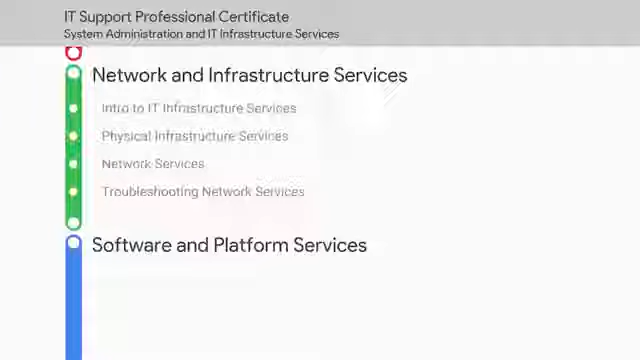 IT Support Professional Certificate
System Administration and IT Infrastructure Services
Network and Infrastructure Services
Intro to IT Infrastructure Services
Physical Infrastructure Services
Network Services
Troubleshooting Network Services
Software and Platform Services